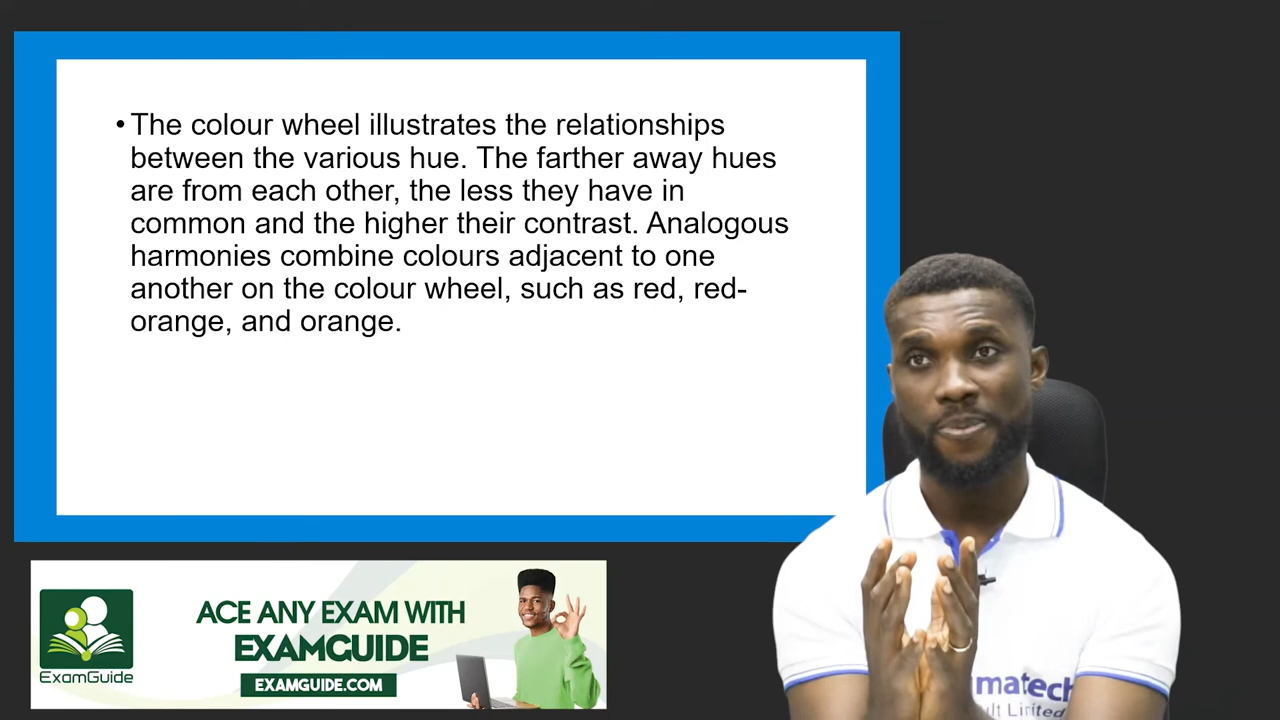 • The colour wheel illustrates the relationships
between the various hue. The farther away hues
are from each other, the less they have in
common and the higher their contrast. Analogous
harmonies combine colours adjacent to one
another on the colour wheel, such as red, red-
orange, and orange.
ExamGuide
ACE ANY EXAM WITH
EXAMGUIDE
EXAMGUIDE.COM
matech
ult Limited